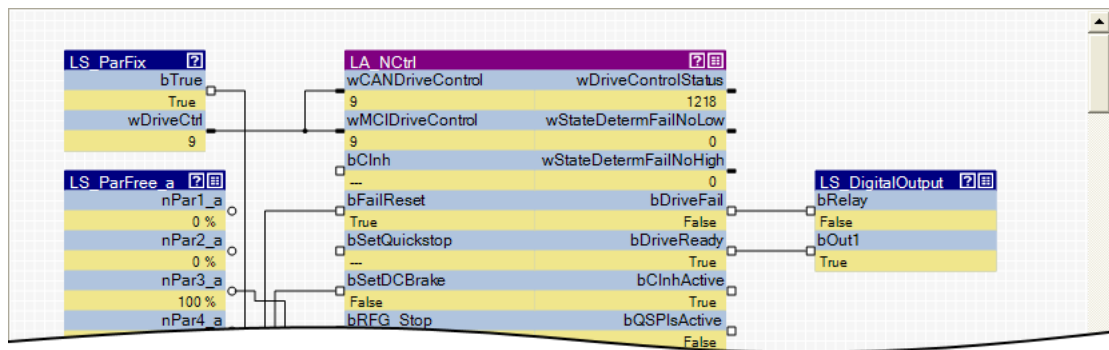 LS_ParFix ?
bTrue
True
wDriveCtrl
9
LS_ParFree_a ?
nPar1_a
0 %
nPar2_a
0 %
nPar3_a
100 %
nPar4_a
LA_NCtrl ?
wCANDriveControl wDriveControlStatus
9 1218
wMCIDriveControl wStateDetermFailNoLow
9 0
bCInh wStateDetermFailNoHigh
--- 0
bFailReset bDriveFail
True False
bSetQuickstop bDriveReady
--- True
bSetDCBrake bCInhActive
False True
bRFG_Stop bQSPIsActive
False
LS_DigitalOutput ?
bRelay
False
bOut1
True